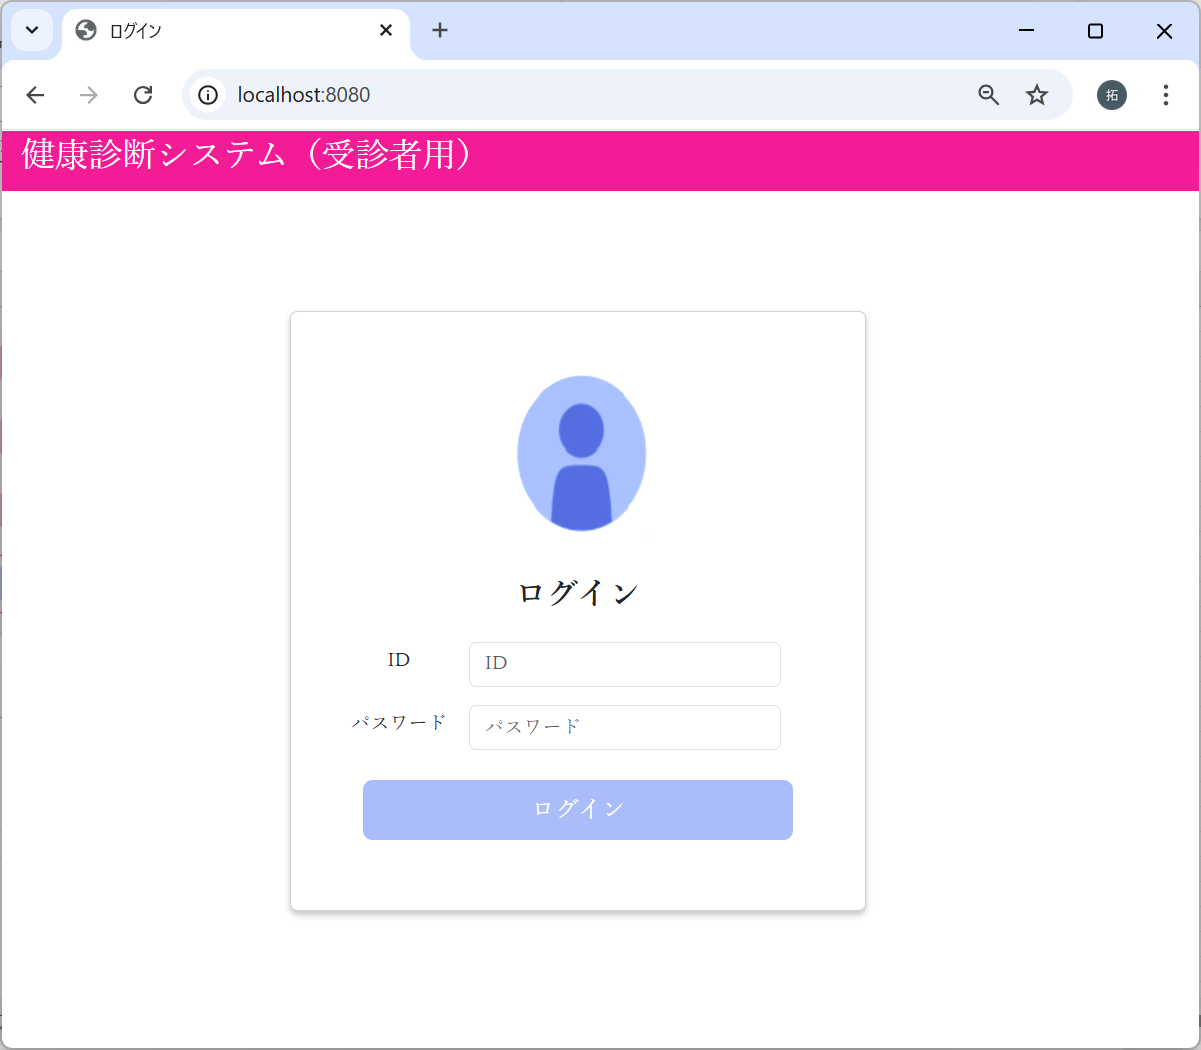 ログイン
localhost:8080
拓
健康診断システム（受診者用）
ログイン
ID ID
パスワード パスワード
ログイン